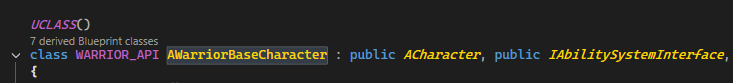 UCLASS()
7 derived Blueprint classes
class WARRIOR_API AWarriorBaseCharacter : public ACharacter, public IAbilitySystemInterface,
{